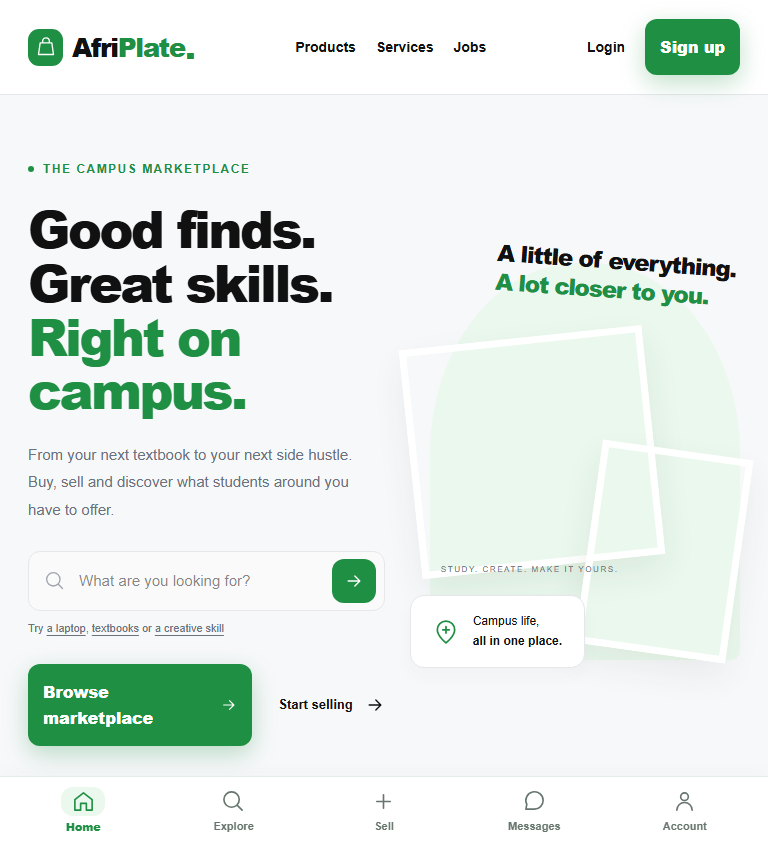 AfriPlate.
Products Services Jobs
Login
Sign up
THE CAMPUS MARKETPLACE
Good finds.
Great skills.
Right on
campus.
A little of everything.
A lot closer to you.
From your next textbook to your next side hustle.
Buy, sell and discover what students around you
have to offer.
What are you looking for?
Try a laptop, textbooks or a creative skill
STUDY. CREATE. MAKE IT YOURS.
Campus life,
all in one place.
Browse
marketplace
Start selling
Home
Explore
Sell
Messages
Account